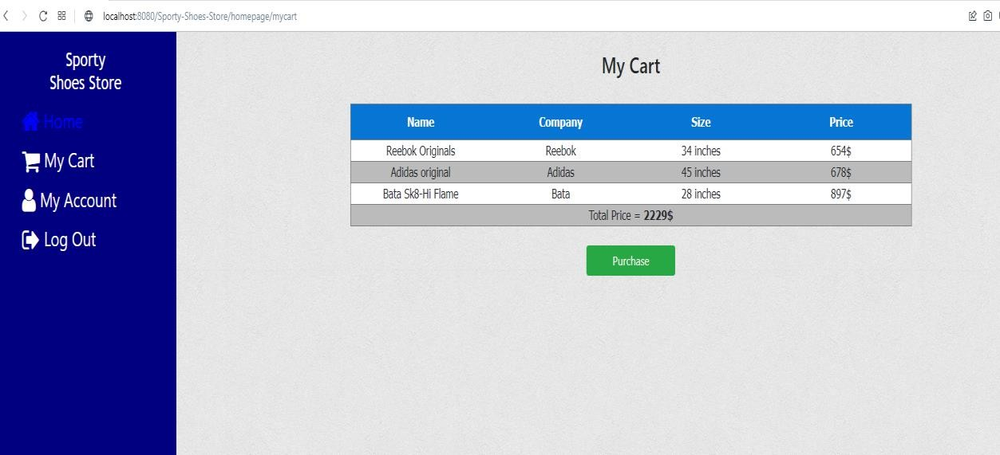 localhost:8080/Sporty-Shoes-Store/homepage/mycart
Sporty
Shoes Store
Home
My Cart
My Account
Log Out
My Cart
Name Company Size Price
Reebok Originals Reebok 34 inches 654$
Adidas original Adidas 45 inches 678$
Bata Sk8-Hi Flame Bata 28 inches 897$
Total Price = 2229$
Purchase